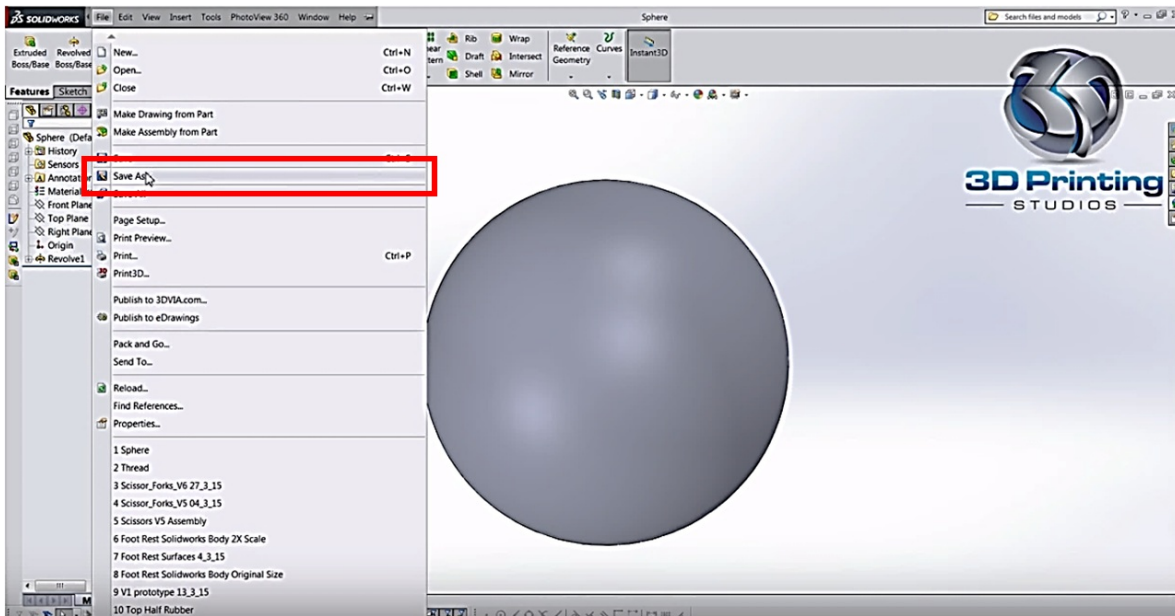 SOLIDWORKS File Edit View Insert Tools PhotoView 360 Window Help Sphere Search files and models
Extruded Boss/Base Revolved Boss/Base Rib Wrap Reference Geometry Curves Instant3D
Draft Intersect
Shell Mirror
Features Sketch
Sphere (Defa
History
Sensors
Annotat
Material
Front Plane
Top Plane
Right Plane
Origin
Revolve1
New... Ctrl+N
Open... Ctrl+O
Close Ctrl+W
Make Drawing from Part
Make Assembly from Part
Save As
Page Setup...
Print Preview...
Print... Ctrl+P
Print3D...
Publish to 3DVIA.com...
Publish to eDrawings
Pack and Go...
Send To...
Reload...
Find References...
Properties...
1 Sphere
2 Thread
3 Scissor_Forks_V6 27_3_15
4 Scissor_Forks_V5 04_3_15
5 Scissors V5 Assembly
6 Foot Rest Solidworks Body 2X Scale
7 Foot Rest Surfaces 4_3_15
8 Foot Rest Solidworks Body Original Size
9 V1 prototype 13_3_15
10 Top Half Rubber
3D Printing
STUDIOS